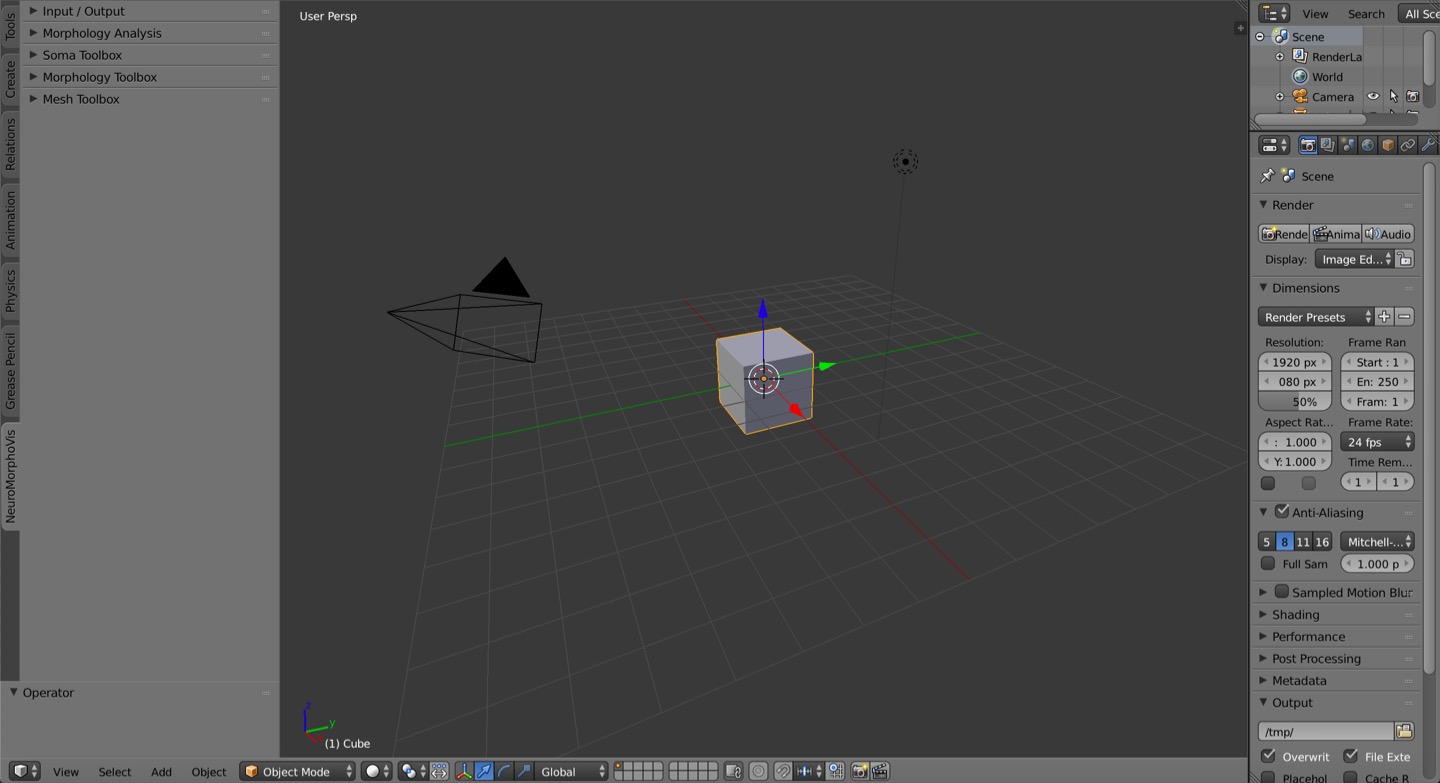 Tools
Create
Relations
Animation
Physics
Grease Pencil
NeuroMorphoVis
Input / Output
Morphology Analysis
Soma Toolbox
Morphology Toolbox
Mesh Toolbox
Operator
User Persp
z
y
(1) Cube
View Select Add Object Object Mode Global
View Search All Sce
Scene
RenderLa
World
Camera
Scene
Render
Rende Anima Audio
Display: Image Ed...
Dimensions
Render Presets
Resolution: Frame Ran
1920 px Start : 1
080 px En: 250
50% Fram: 1
Aspect Rat... Frame Rate:
: 1.000 24 fps
Y: 1.000 Time Rem...
1 1
Anti-Aliasing
5 8 11 16 Mitchell-...
Full Sam 1.000 p
Sampled Motion Blur
Shading
Performance
Post Processing
Metadata
Output
/tmp/
Overwrit File Exte
Placehol Cache R